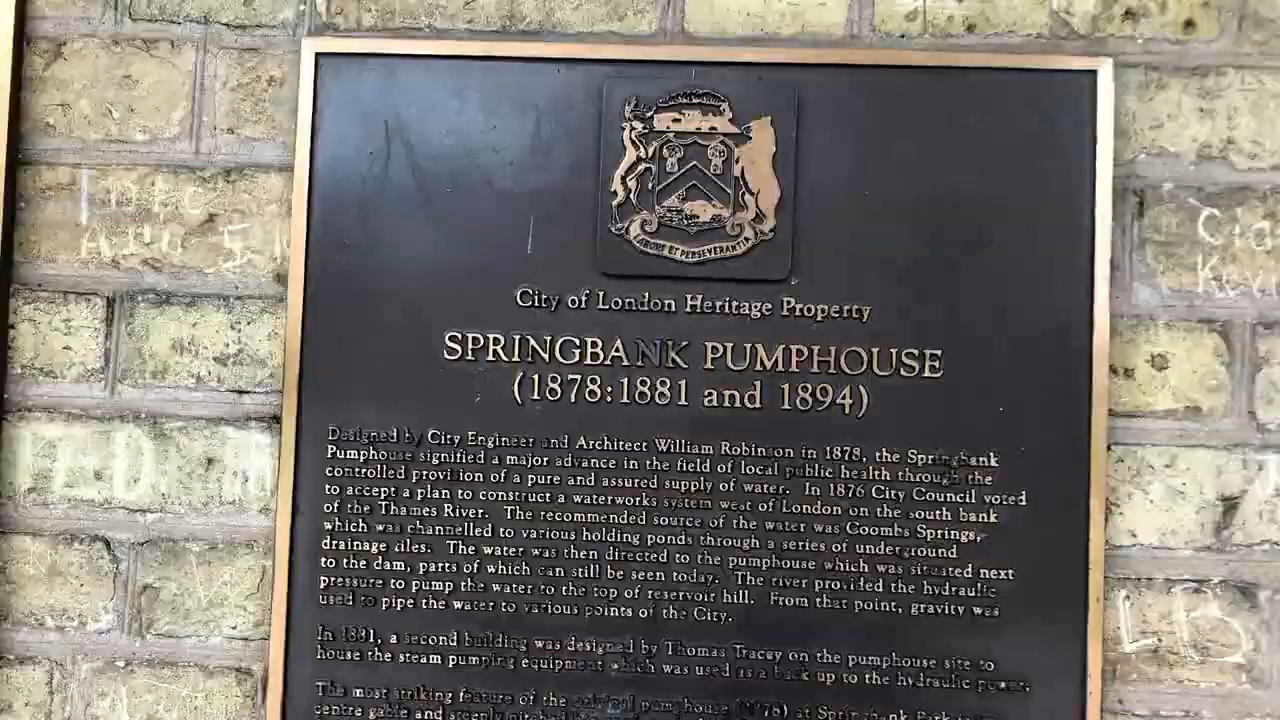 LABORE ET PERSEVERANTIA
City of London Heritage Property
SPRINGBANK PUMPHOUSE
(1878:1881 and 1894)
Designed by City Engineer and Architect William Robinson in 1878, the Springbank
Pumphouse signified a major advance in the field of local public health through the
controlled provision of a pure and assured supply of water. In 1876 City Council voted
to accept a plan to construct a waterworks system west of London on the south bank
of the Thames River. The recommended source of the water was Coombs Springs,
which was channelled to various holding ponds through a series of underground
drainage tiles. The water was then directed to the pumphouse which was situated next
to the dam, parts of which can still be seen today. The river provided the hydraulic
pressure to pump the water to the top of reservoir hill. From that point, gravity was
used to pipe the water to various points of the City.
In 1881, a second building was designed by Thomas Tracey on the pumphouse site to
house the steam pumping equipment which was used as a back up to the hydraulic power.
The most striking feature of the original pumphouse (1878) at Springbank Park
centre gable and steeply pitched
Kevi
LB